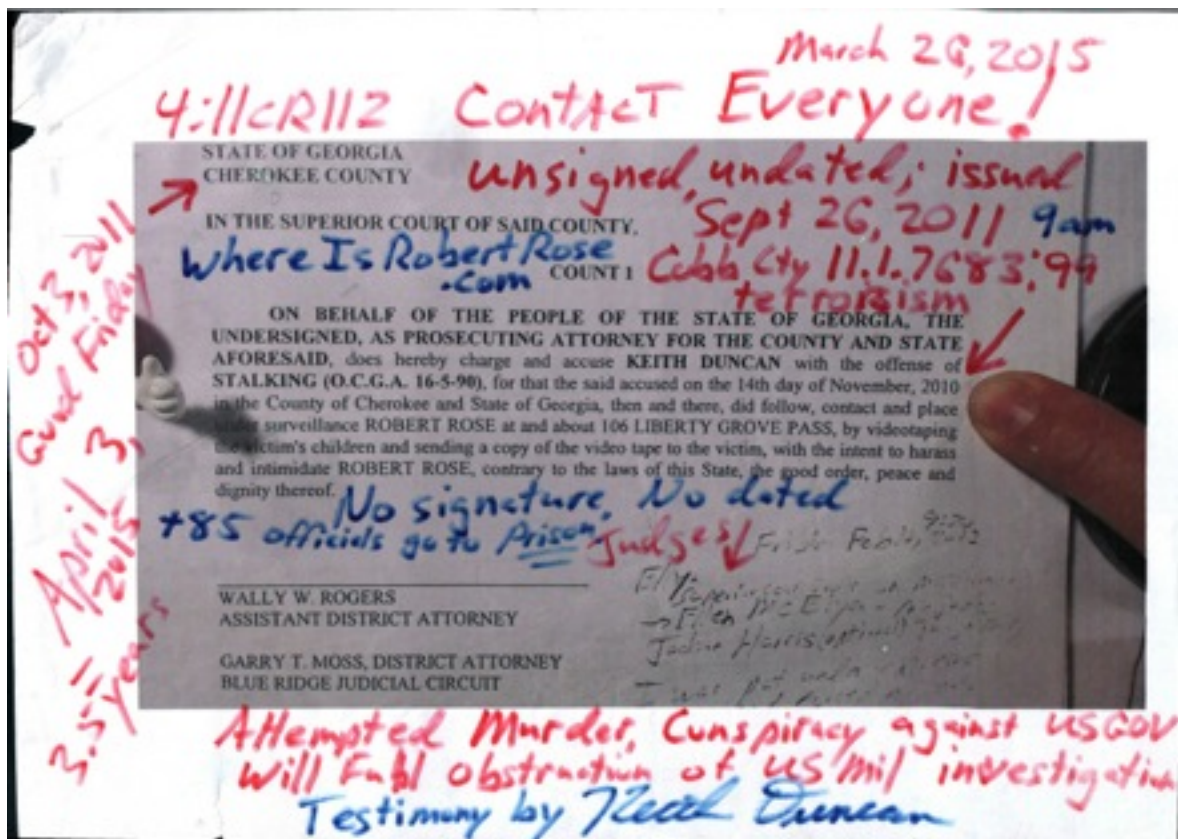 March 26, 2015
4:11CR112 Contact Everyone!
STATE OF GEORGIA
CHEROKEE COUNTY
unsigned, undated; issued
Sept 26, 2011 9am
IN THE SUPERIOR COURT OF SAID COUNTY,
Where Is Robert Rose
.com
COUNT 1
Cobb Cty 11.1.7683.99
terrorism
ON BEHALF OF THE PEOPLE OF THE STATE OF GEORGIA, THE
UNDERSIGNED, AS PROSECUTING ATTORNEY FOR THE COUNTY AND STATE
AFORESAID, does hereby charge and accuse KEITH DUNCAN with the offense of
STALKING (O.C.G.A. 16-5-90), for that the said accused on the 14th day of November, 2010
in the County of Cherokee and State of Georgia, then and there, did follow, contact and place
under surveillance ROBERT ROSE at and about 106 LIBERTY GROVE PASS, by videotaping
the victim's children and sending a copy of the video tape to the victim, with the intent to harass
and intimidate ROBERT ROSE, contrary to the laws of this State, the good order, peace and
dignity thereof.
No signature, No dated
+85 officials go to Prison
Judges
WALLY W. ROGERS
ASSISTANT DISTRICT ATTORNEY
GARRY T. MOSS, DISTRICT ATTORNEY
BLUE RIDGE JUDICIAL CIRCUIT
Oct 3, 2011
Good Friday
April 3,
2015
3.5 years
Attempted Murder, Conspiracy against US GOV
Will obstruction of US Mil investigation
Testimony by Keith Duncan